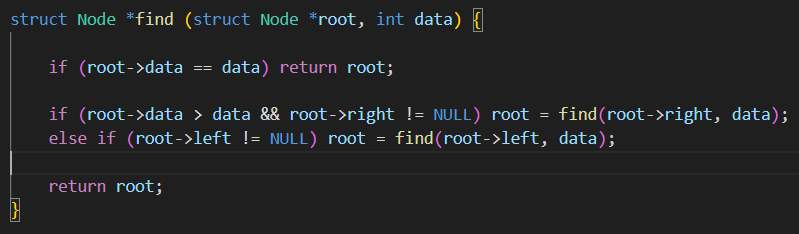 struct Node *find (struct Node *root, int data) {
if (root->data == data) return root;
if (root->data > data && root->right != NULL) root = find(root->right, data);
else if (root->left != NULL) root = find(root->left, data);
return root;
}